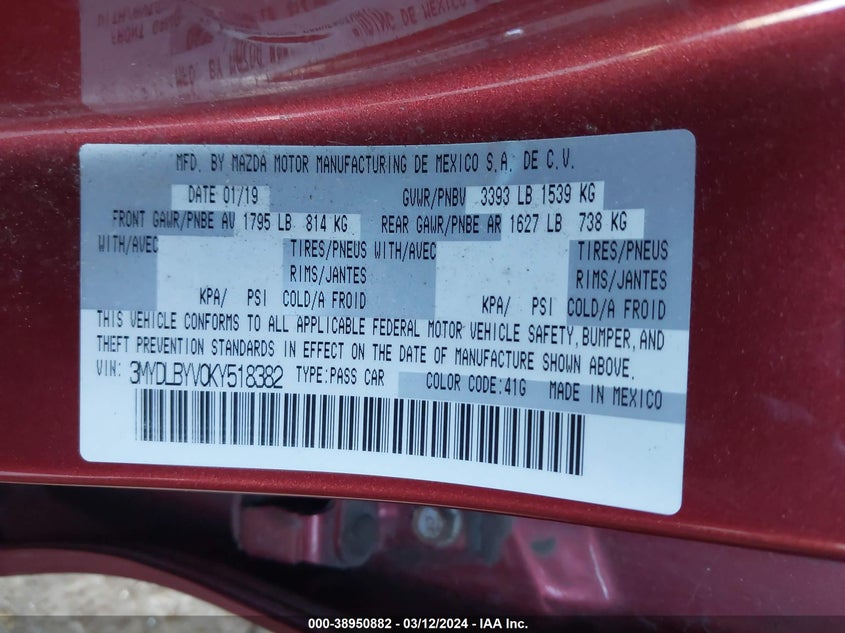 MFD. BY MAZDA MOTOR MANUFACTURING DE MEXICO S.A. DE C.V.
DATE 01/19 GVWR/PNBV 3393 LB 1539 KG
FRONT GAWR/PNBE AV 1795 LB 814 KG REAR GAWR/PNBE AR 1627 LB 738 KG
WITH/AVEC TIRES/PNEUS WITH/AVEC TIRES/PNEUS
RIMS/JANTES RIMS/JANTES
KPA/ PSI COLD/A FROID KPA/ PSI COLD/A FROID
THIS VEHICLE CONFORMS TO ALL APPLICABLE FEDERAL MOTOR VEHICLE SAFETY, BUMPER, AND
THEFT PREVENTION STANDARDS IN EFFECT ON THE DATE OF MANUFACTURE SHOWN ABOVE.
VIN: 3MYDLBYV0KY518382 TYPE:PASS CAR COLOR CODE:41G MADE IN MEXICO
000-38950882 — 03/12/2024 — IAA Inc.